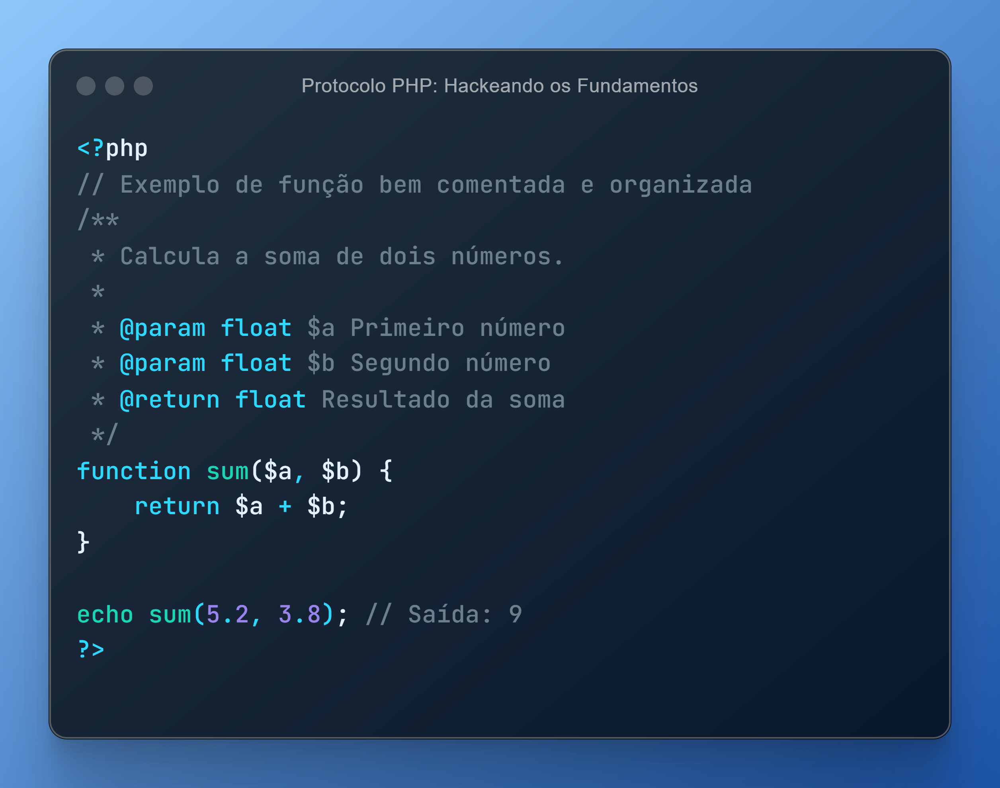 Protocolo PHP: Hackeando os Fundamentos
<?php
// Exemplo de função bem comentada e organizada
/**
 * Calcula a soma de dois números.
 *
 * @param float $a Primeiro número
 * @param float $b Segundo número
 * @return float Resultado da soma
 */
function sum($a, $b) {
    return $a + $b;
}

echo sum(5.2, 3.8); // Saída: 9
?>